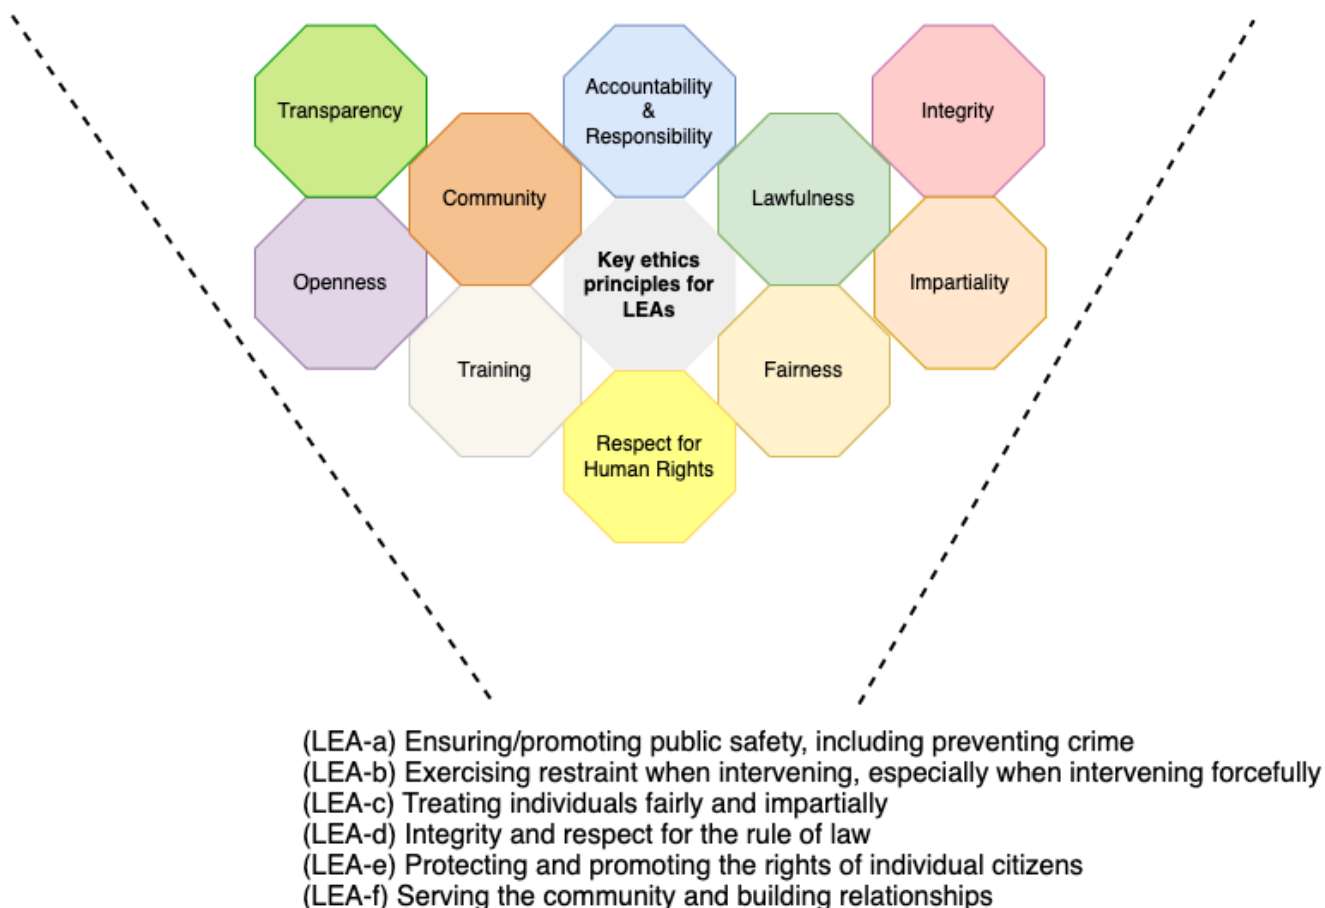 Transparency
Accountability
&
Responsibility
Integrity
Community
Lawfulness
Openness
Key ethics
principles for
LEAs
Impartiality
Training
Fairness
Respect for
Human Rights
(LEA-a) Ensuring/promoting public safety, including preventing crime
(LEA-b) Exercising restraint when intervening, especially when intervening forcefully
(LEA-c) Treating individuals fairly and impartially
(LEA-d) Integrity and respect for the rule of law
(LEA-e) Protecting and promoting the rights of individual citizens
(LEA-f) Serving the community and building relationships